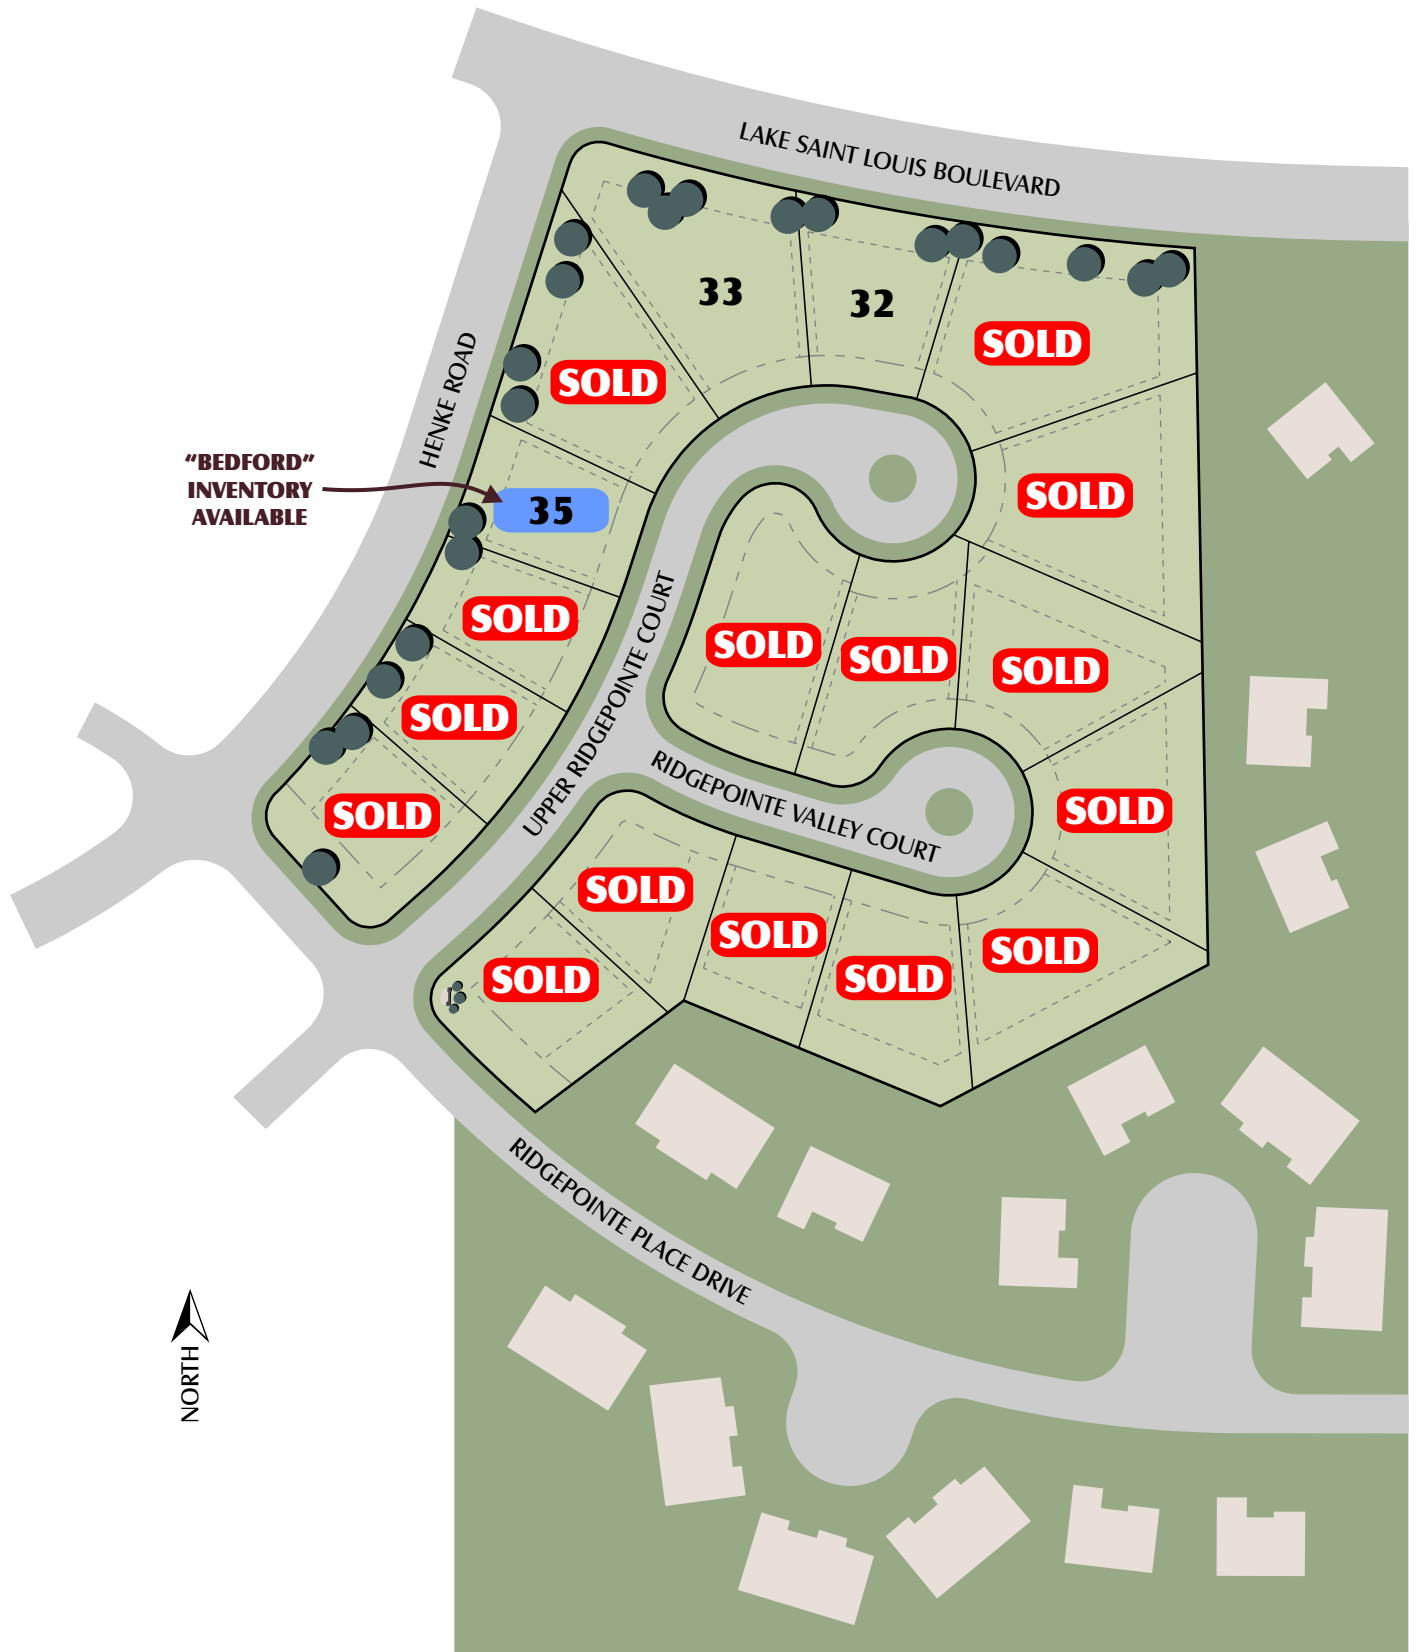 LAKE SAINT LOUIS BOULEVARD
33
32
SOLD
HENKE ROAD
SOLD
"BEDFORD"
INVENTORY
AVAILABLE
35
SOLD
SOLD
UPPER RIDGEPOINTE COURT
SOLD
SOLD
SOLD
SOLD
SOLD
RIDGEPOINTE VALLEY COURT
SOLD
SOLD
SOLD
SOLD
SOLD
SOLD
SOLD
RIDGEPOINTE PLACE DRIVE
NORTH